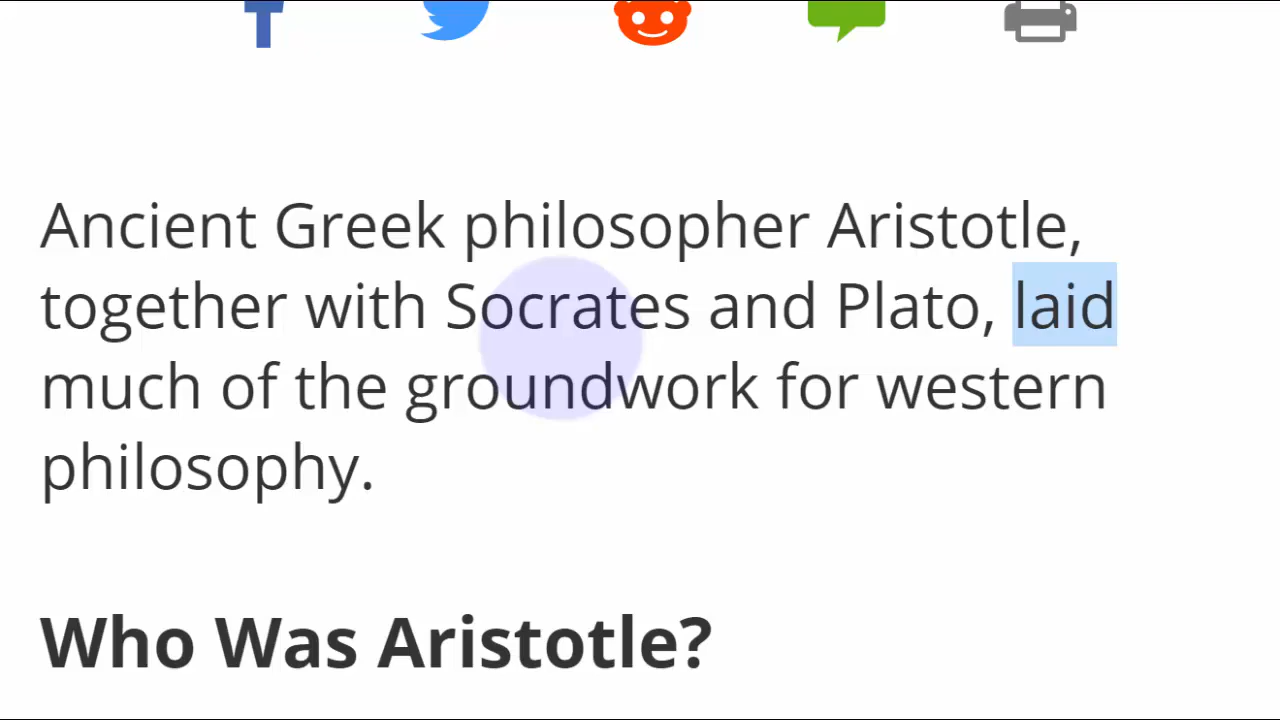 Ancient Greek philosopher Aristotle,
together with Socrates and Plato, laid
much of the groundwork for western
philosophy.
Who Was Aristotle?